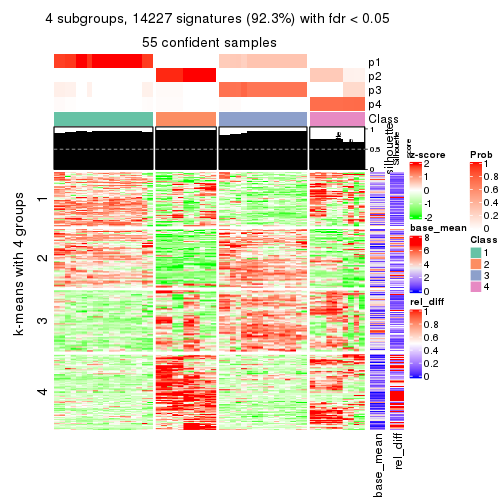 4 subgroups, 14227 signatures (92.3%) with fdr < 0.05
55 confident samples
p1
p2
p3
p4
Class
1
0.5
0
silhouette
Silhouette
score
k-means with 4 groups
1
2
3
4
base_mean
rel_diff
z-score
2
1
0
-1
-2
base_mean
8
6
4
2
0
rel_diff
1
0.8
0.6
0.4
0.2
0
Prob
1
0.8
0.6
0.4
0.2
0
Class
1
2
3
4